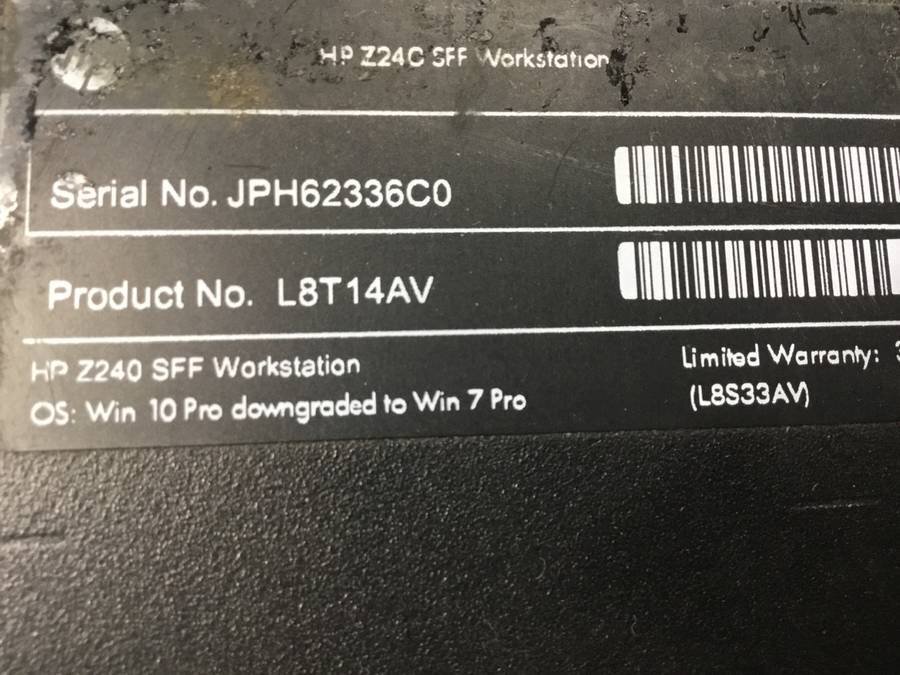 HP Z240 SFF Workstation
Serial No. JPH62336C0
Product No. L8T14AV
HP Z240 SFF Workstation
Limited Warranty: 3
OS: Win 10 Pro downgraded to Win 7 Pro
(L8S33AV)